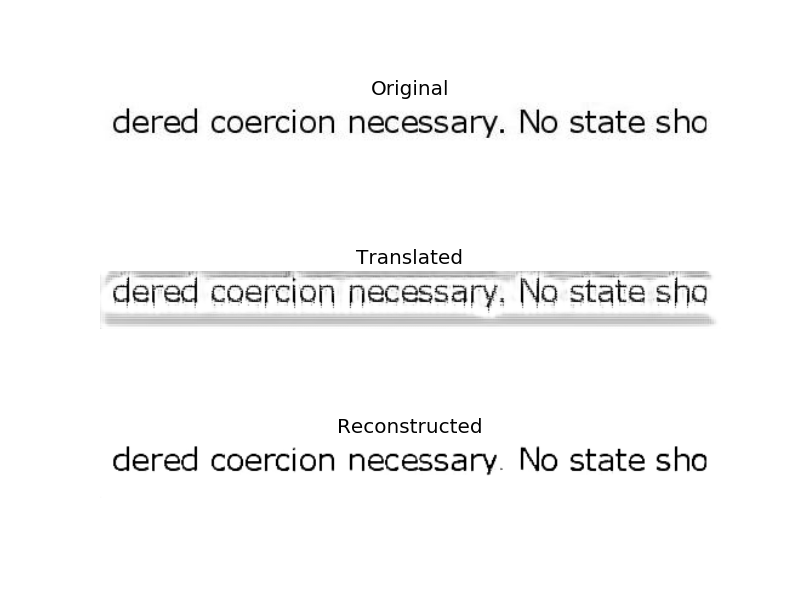 Original
dered coercion necessary. No state sho
Translated
dered coercion necessary. No state sho
Reconstructed
dered coercion necessary. No state sho